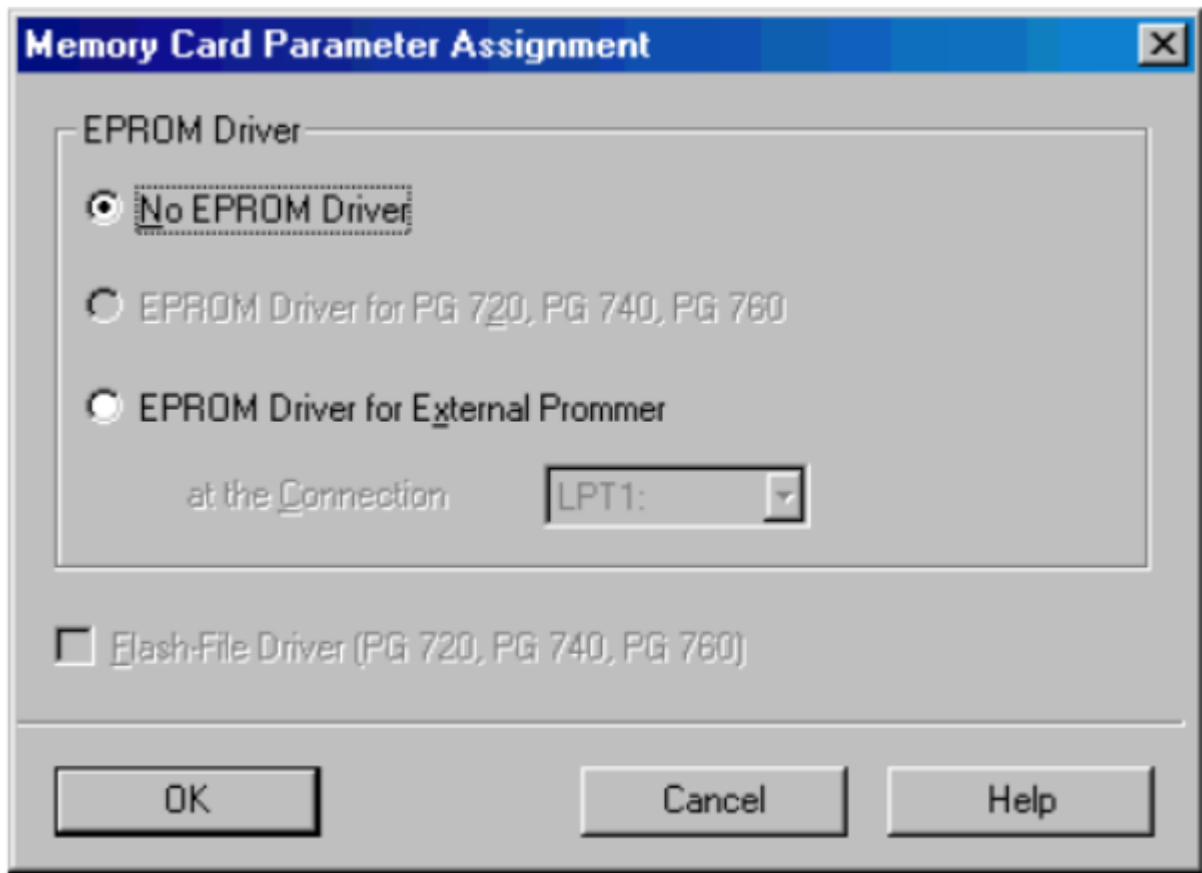 Memory Card Parameter Assignment
EPROM Driver
No EPROM Driver
EPROM Driver for PG 720, PG 740, PG 760
EPROM Driver for External Prommer
at the Connection LPT1:
Flash-File Driver (PG 720, PG 740, PG 760)
OK Cancel Help